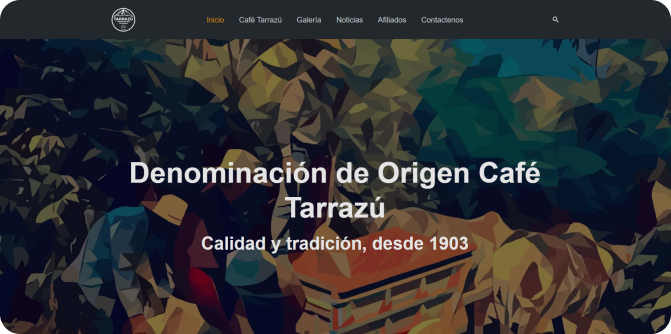 TARRAZÚ
Inicio Café Tarrazú Galería Noticias Afiliados Contactenos
Denominación de Origen Café
Tarrazú
Calidad y tradición, desde 1903